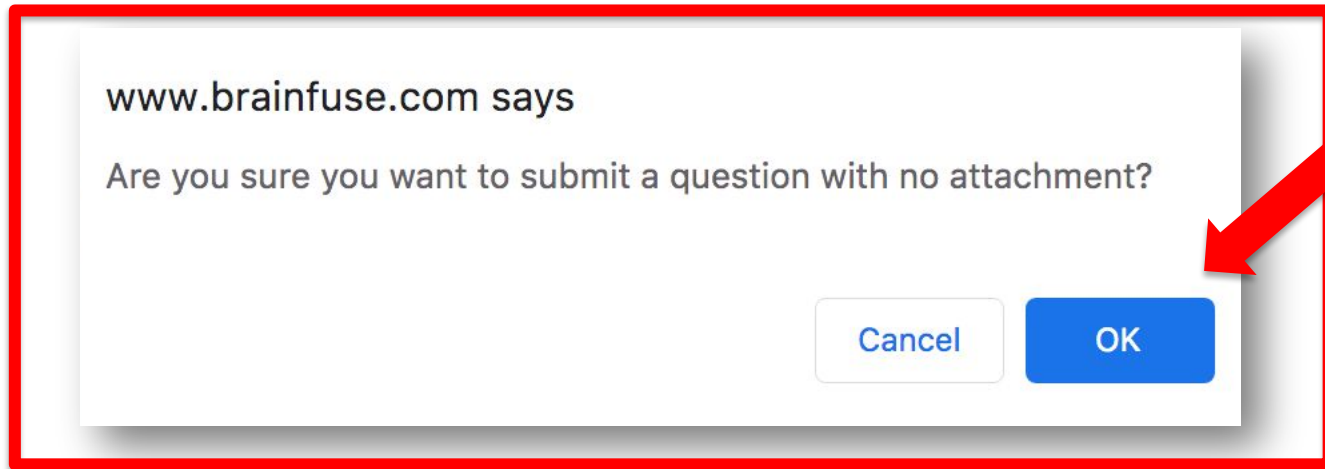 www.brainfuse.com says
Are you sure you want to submit a question with no attachment?
Cancel OK